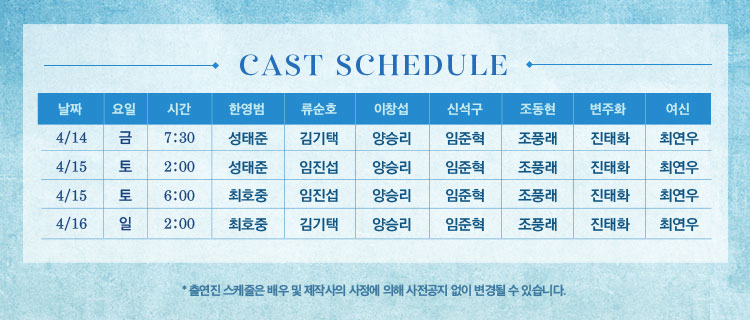 CAST SCHEDULE
날짜 요일 시간 한영범 류순호 이창섭 신석구 조동현 변주화 여신
4/14 금 7:30 성태준 김기택 양승리 임준혁 조풍래 진태화 최연우
4/15 토 2:00 성태준 임진섭 양승리 임준혁 조풍래 진태화 최연우
4/15 토 6:00 최호중 임진섭 양승리 임준혁 조풍래 진태화 최연우
4/16 일 2:00 최호중 김기택 양승리 임준혁 조풍래 진태화 최연우
* 출연진 스케줄은 배우 및 제작사의 사정에 의해 사전공지 없이 변경될 수 있습니다.